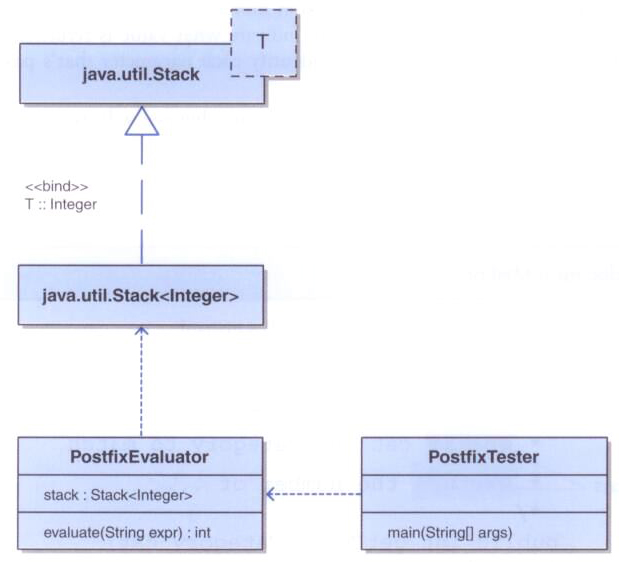 T
java.util.Stack
<<bind>>
T :: Integer
java.util.Stack<Integer>
PostfixEvaluator
stack : Stack<Integer>
evaluate(String expr) : int
PostfixTester
main(String[] args)